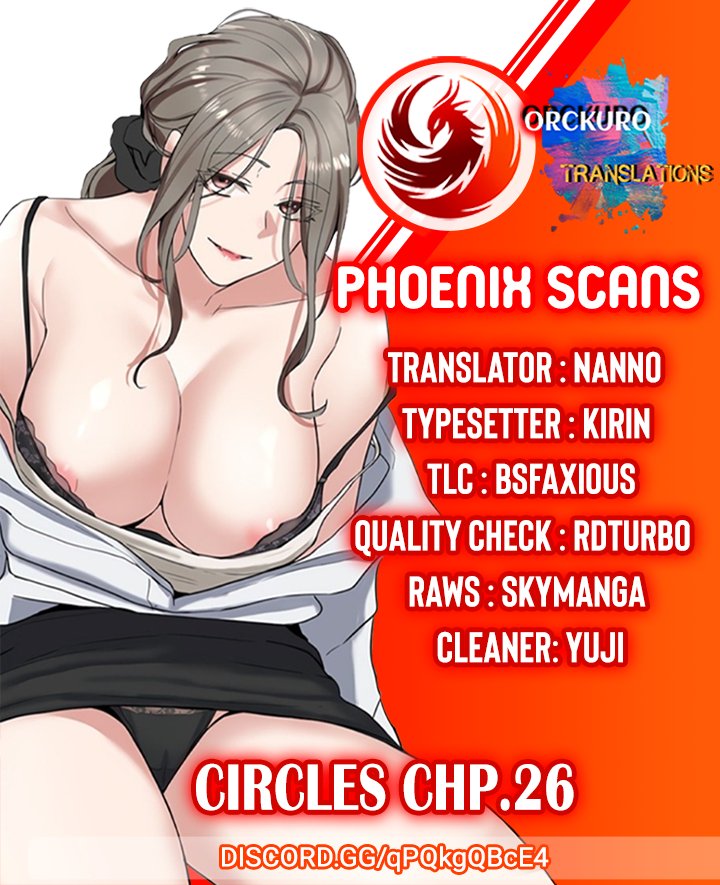 ORCKURO
TRANSLATIONS
PHOENIX SCANS
TRANSLATOR : NANNO
TYPESETTER : KIRIN
TLC : BSFAXIOUS
QUALITY CHECK : RDTURBO
RAWS : SKYMANGA
CLEANER: YUJI
CIRCLES CHP.26
DISCORD.GG/qPQkgQBcE4